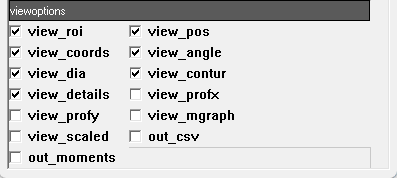 viewoptions
view_roi view_pos
view_coords view_angle
view_dia view_contur
view_details view_profx
view_profy view_mgraph
view_scaled out_csv
out_moments